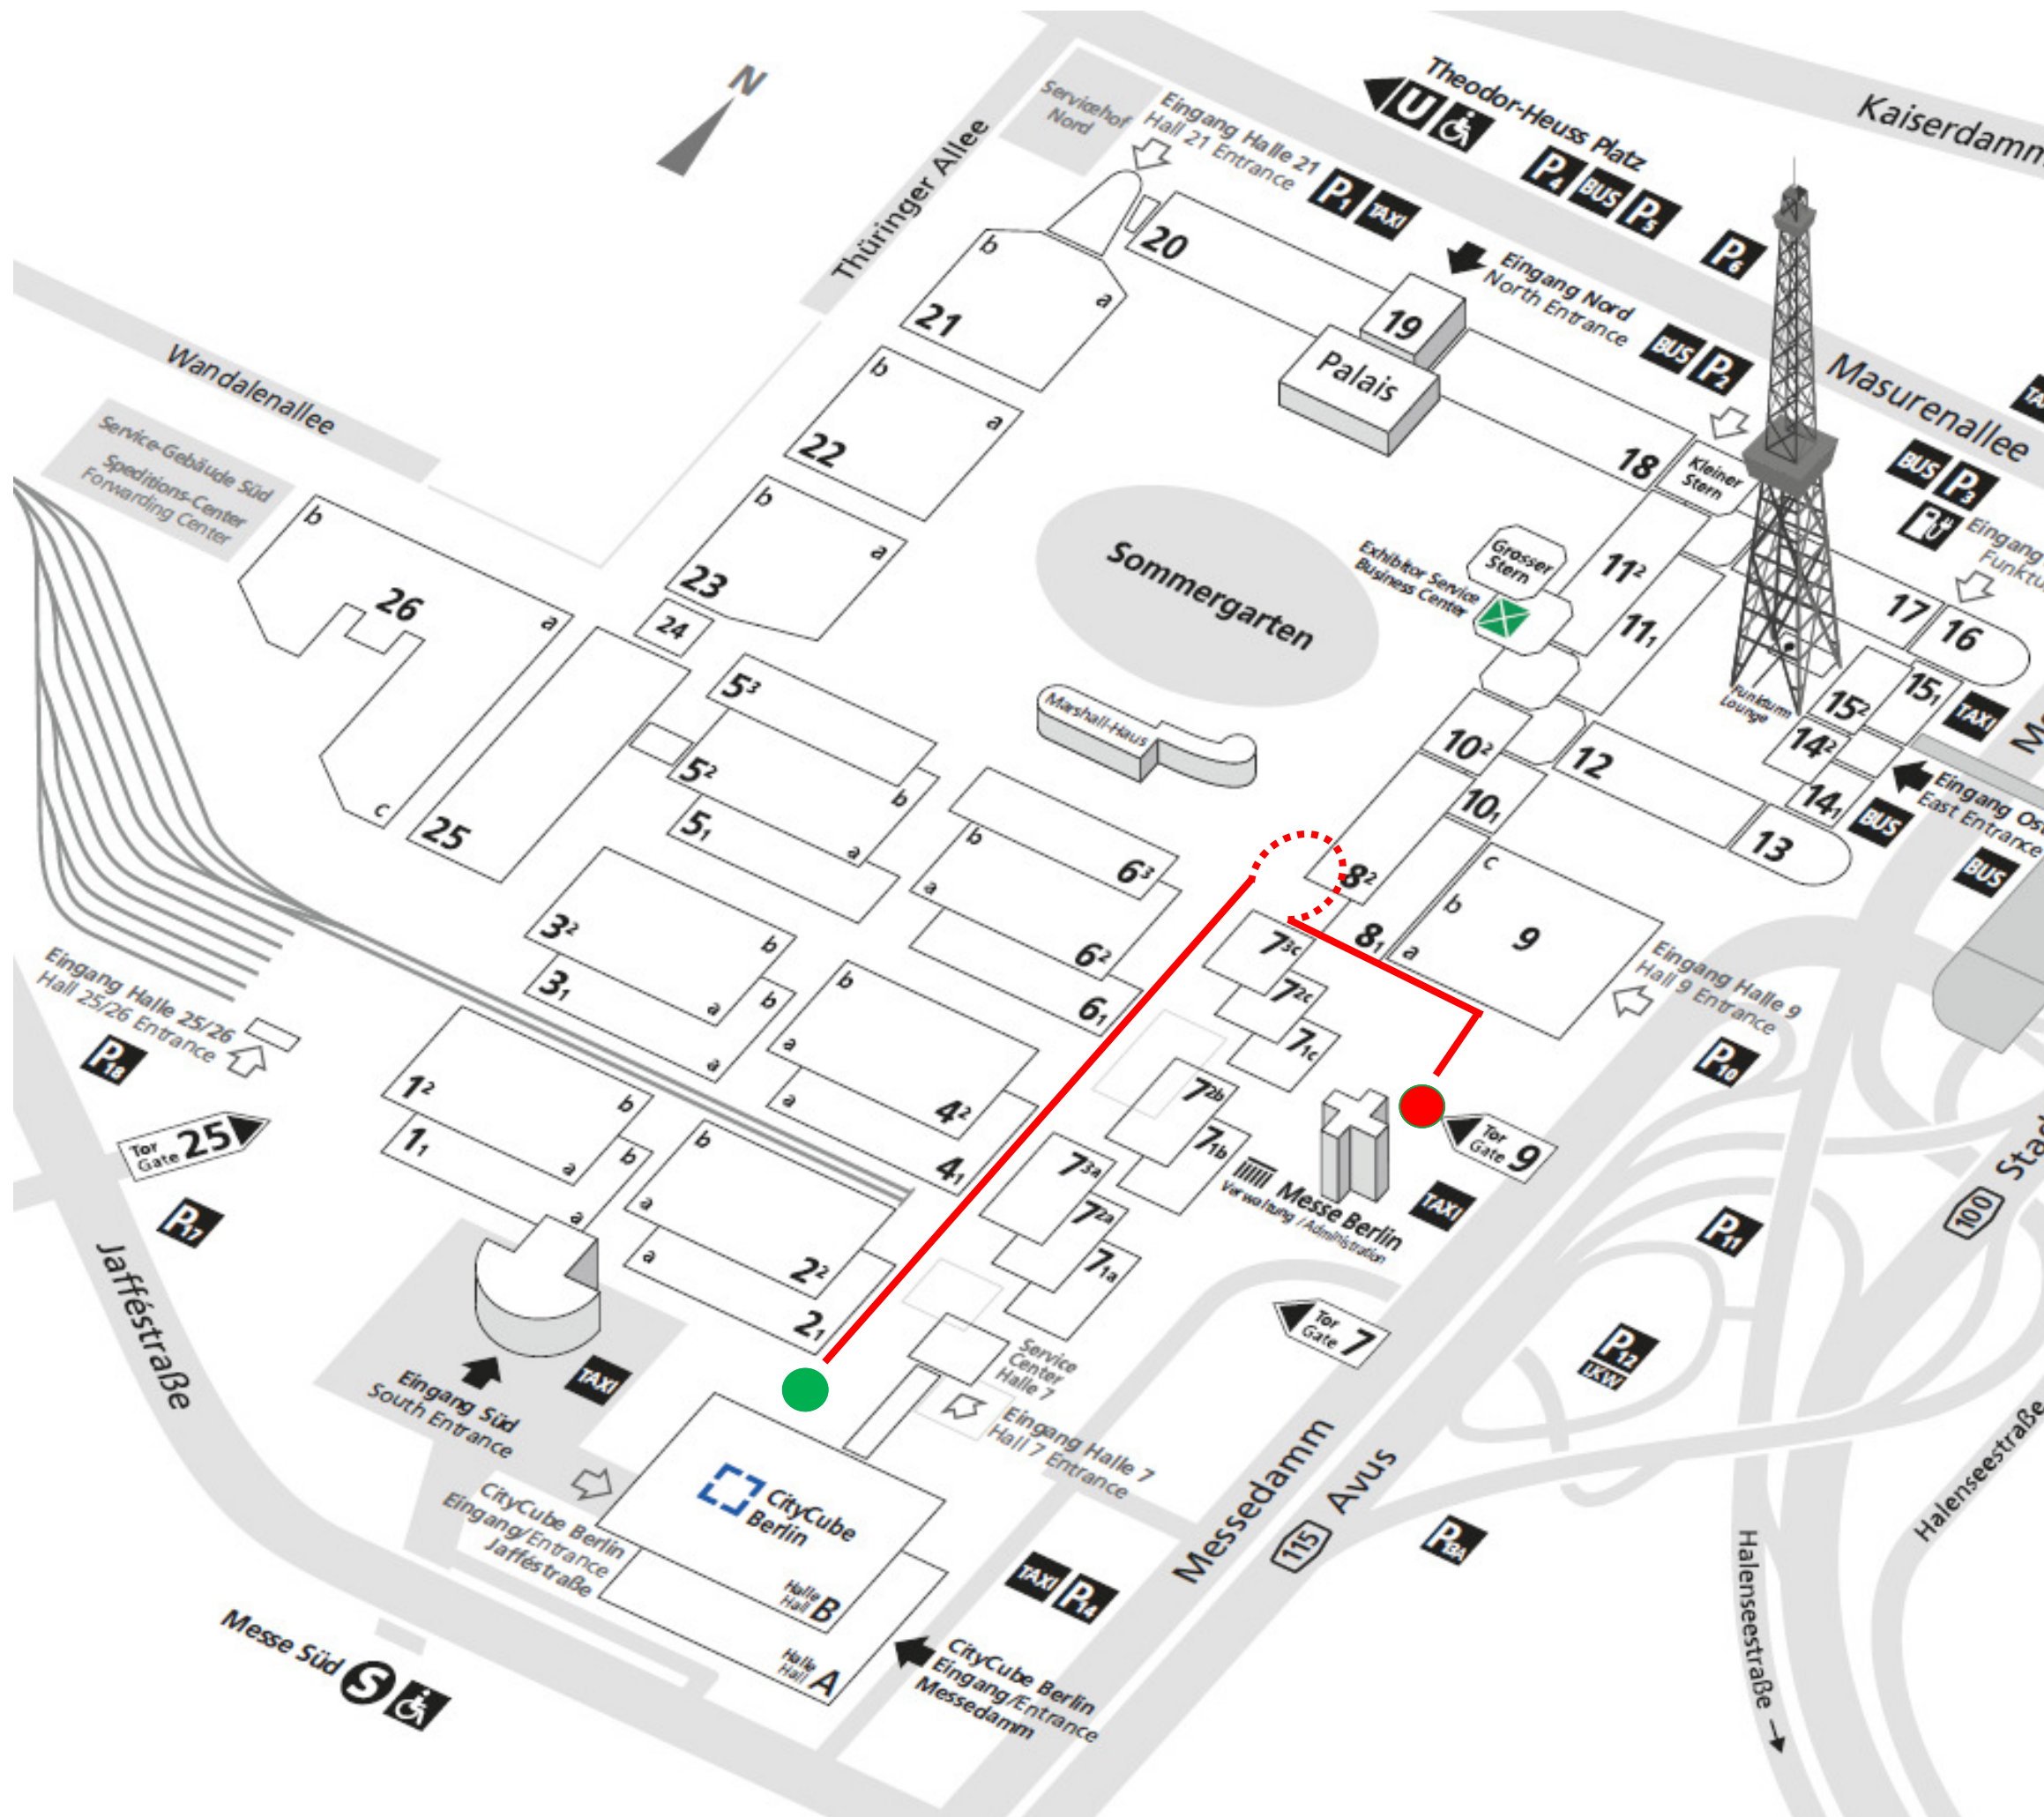 N
Servicehof
Nord
Eingang Halle 21
Hall 21 Entrance
P1
TAXI
Theodor-Heuss Platz
U
P4
BUS
P5
P6
Kaiserdamm
Thüringer Allee
Eingang Nord
North Entrance
BUS
P2
Masurenallee
BUS
P3
Wandalenallee
Service-Gebäude Süd
Speditions-Center
Forwarding Center
b
a
21
20
19
Palais
18
Kleiner
Stern
b
a
22
b
a
23
24
Sommergarten
Exhibitor Service
Business Center
Grosser
Stern
11²
11₁
17
16
Eingang
Funktu
Funkturm
Lounge
15²
15₁
TAXI
14²
14₁
BUS
Eingang Os
East Entrance
BUS
b
26
a
c
25
5³
5²
b
a
5₁
Marshall-Haus
10²
10₁
12
13
6³
b
a
6²
6₁
8²
8₁
c
b
a
9
Eingang Halle 9
Hall 9 Entrance
P10
3²
b
a
3₁
b
a
b
a
4²
a
4₁
7³ᶜ
7²ᶜ
7₁c
7²ᵇ
7₁b
7³ᵃ
7²ᵃ
7₁a
Eingang Halle 25/26
Hall 25/26 Entrance
P18
Tor
Gate 25
P17
1²
b
a
1₁
b
a
b
a
2²
a
2₁
Messe Berlin
Verwaltung / Administration
Tor
Gate 9
TAXI
P11
100
Tor
Gate 7
P12
LKW
Jafféstraße
Eingang Süd
South Entrance
TAXI
Service
Center
Halle 7
Eingang Halle 7
Hall 7 Entrance
Messedamm
115
Avus
P13A
Halenseestraße
Halenseestraße
CityCube
Berlin
CityCube Berlin
Eingang/Entrance
Jafféstraße
Halle
Hall B
Halle
Hall A
TAXI
P14
CityCube Berlin
Eingang/Entrance
Messedamm
Messe Süd
S